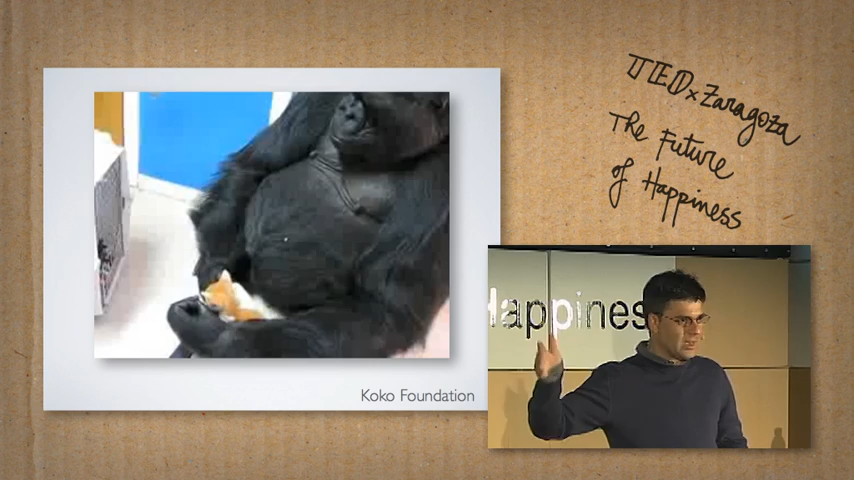 TEDxZaragoza
The Future
of Happiness
Happiness
Koko Foundation